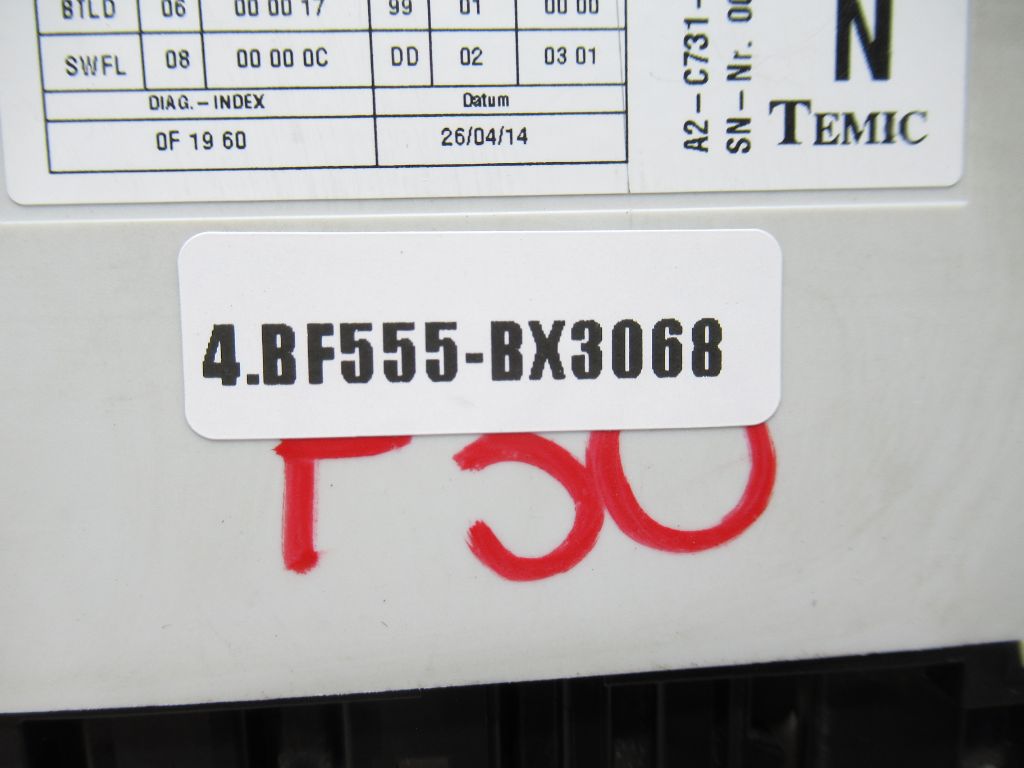 BTLD 06 00 00 17 99 01 00 00
SWFL 08 00 00 0C DD 02 03 01
DIAG.-INDEX Datum
0F 19 60 26/04/14
A2-C731-
SN-Nr. 00
N
TEMIC
4.BF555-BX3068
F30